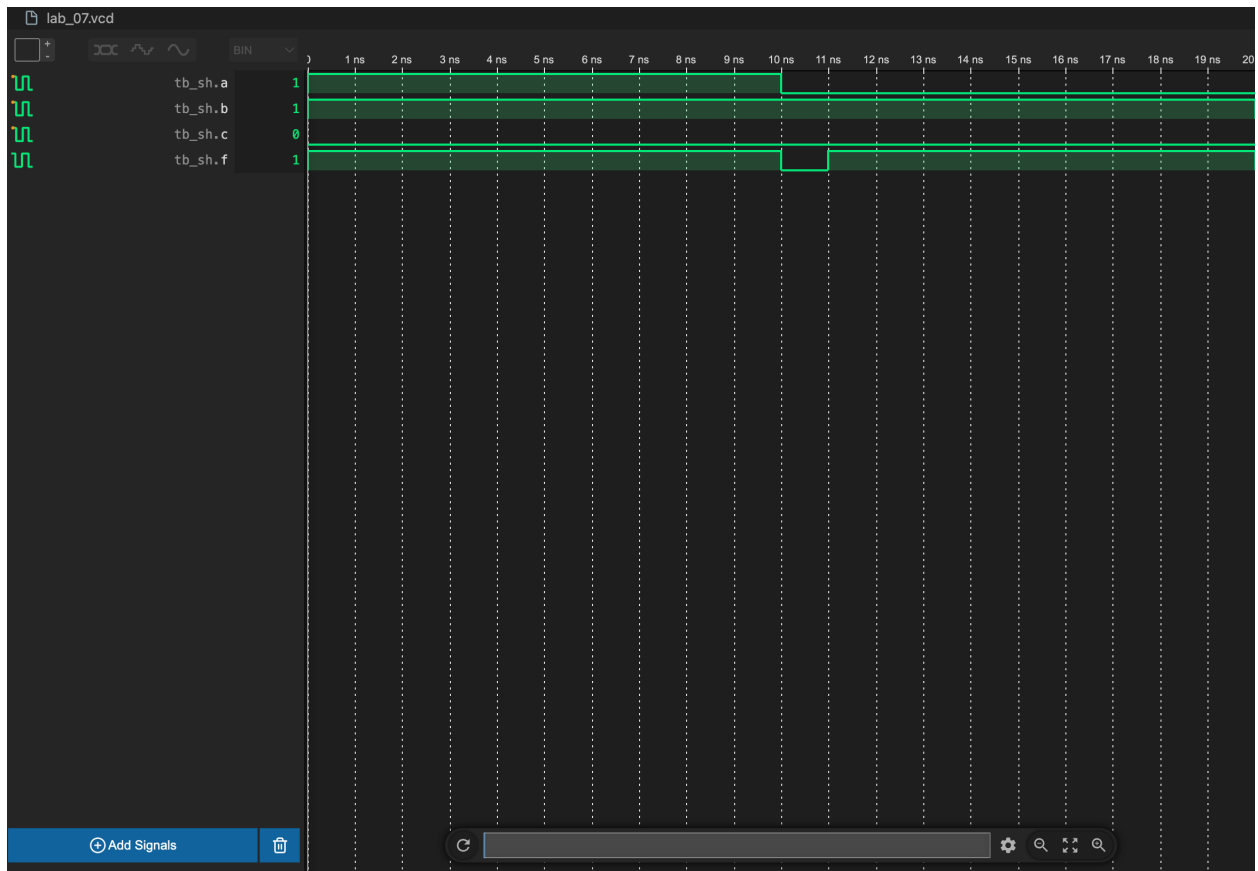 lab_07.vcd
+
-
BIN
0 1 ns 2 ns 3 ns 4 ns 5 ns 6 ns 7 ns 8 ns 9 ns 10 ns 11 ns 12 ns 13 ns 14 ns 15 ns 16 ns 17 ns 18 ns 19 ns 20
tb_sh.a 1
tb_sh.b 1
tb_sh.c 0
tb_sh.f 1
Add Signals